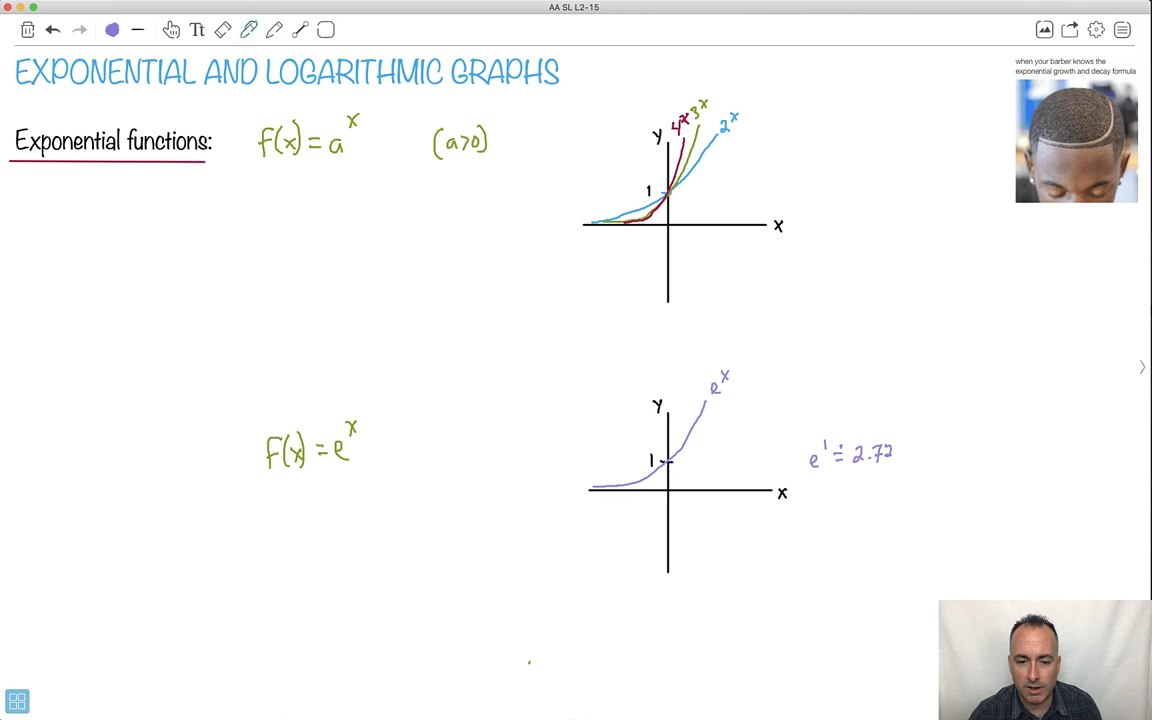 AA SL L2-15
Tt
EXPONENTIAL AND LOGARITHMIC GRAPHS
when your barber knows the
exponential growth and decay formula
Exponential functions: f(x) = a^x (a>0)
y 4^x 3^x 2^x
1
x
f(x) = e^x
y e^x
1
x
e^1 ≐ 2.72